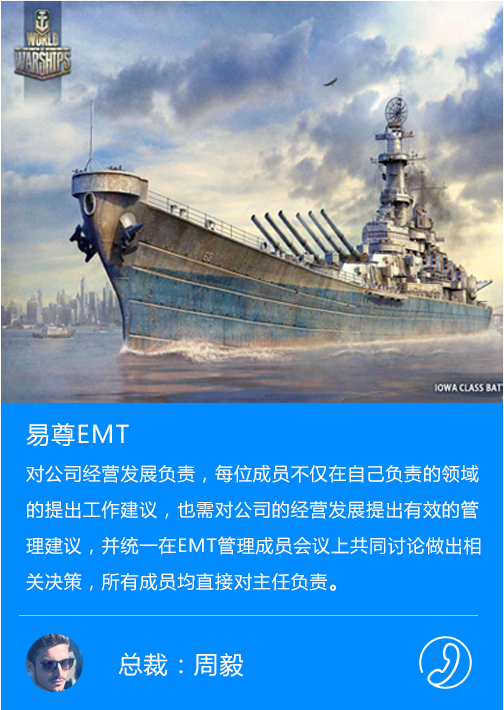 WORLD
OF
WARSHIPS
62
IOWA CLASS BAT
易尊EMT
对公司经营发展负责，每位成员不仅在自己负责的领域
的提出工作建议，也需对公司的经营发展提出有效的管
理建议，并统一在EMT管理成员会议上共同讨论做出相
关决策，所有成员均直接对主任负责。
总裁：周毅